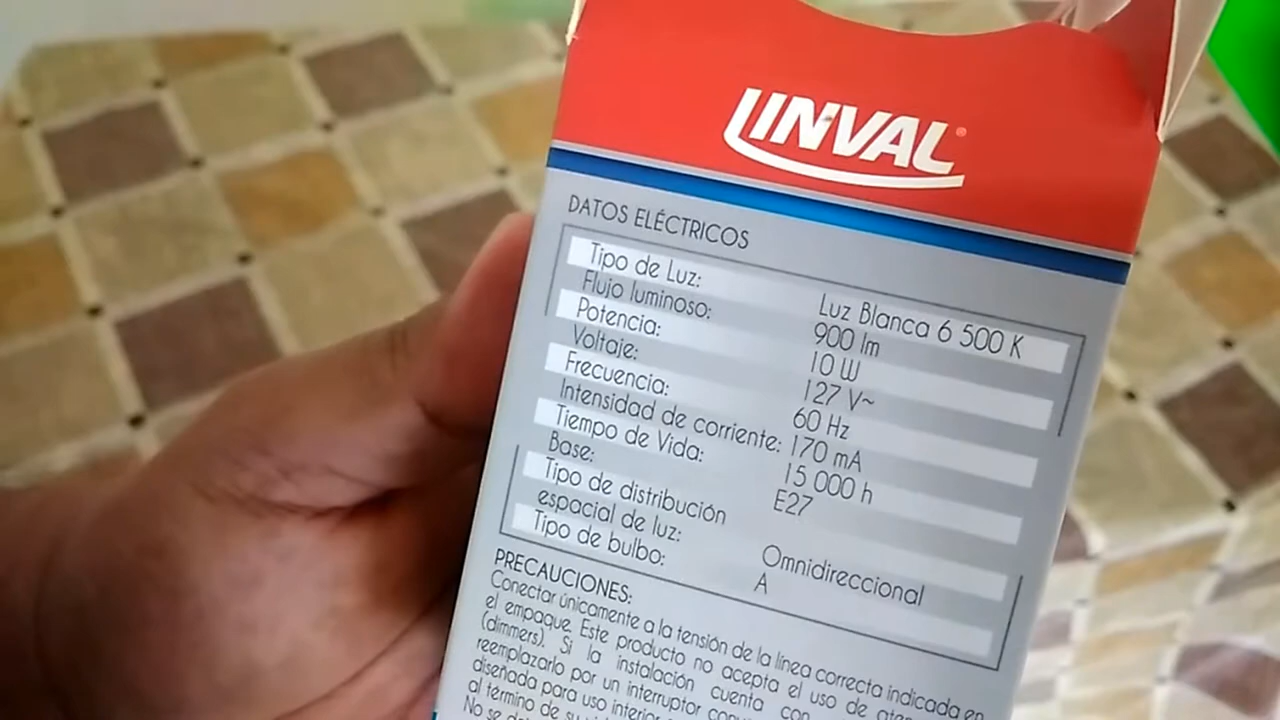 LINVAL
DATOS ELÉCTRICOS
Tipo de Luz: Luz Blanca 6 500 K
Flujo luminoso: 900 lm
Potencia: 10 W
Voltaje: 127 V~
Frecuencia: 60 Hz
Intensidad de corriente: 170 mA
Tiempo de Vida: 15 000 h
Base: E27
Tipo de distribución
espacial de luz: Omnidireccional
Tipo de bulbo: A
PRECAUCIONES:
Conectar únicamente a la tensión de la línea correcta indicada en
el empaque. Este producto no acepta el uso de
(dimmers). Si la instalación cuenta con
reemplazarlo por un interruptor
diseñada para uso interior
al término de su
No se